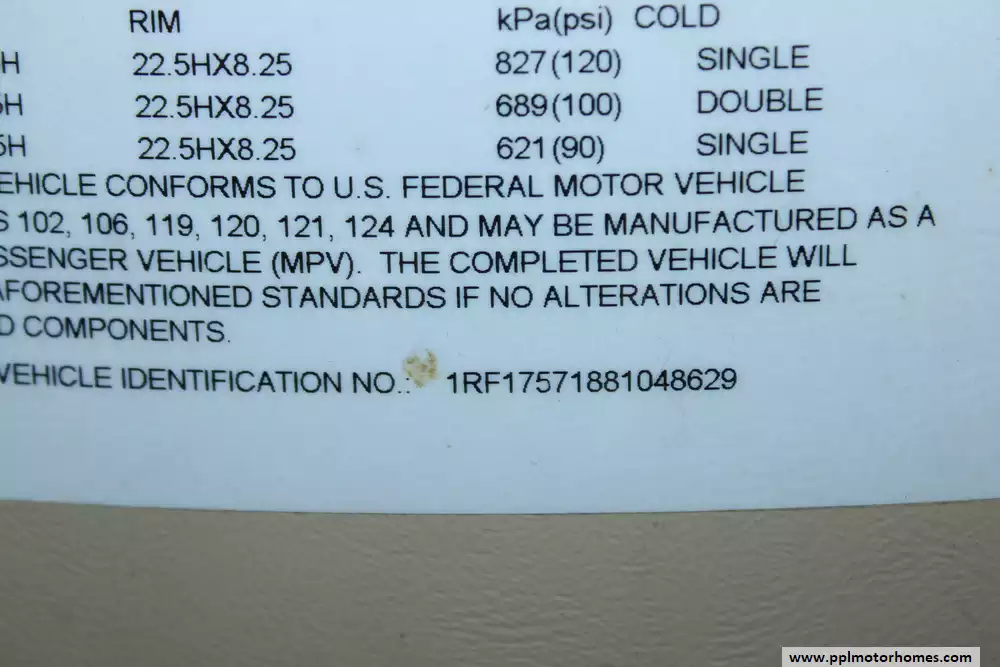 RIM kPa(psi) COLD
H 22.5HX8.25 827(120) SINGLE
5H 22.5HX8.25 689(100) DOUBLE
5H 22.5HX8.25 621(90) SINGLE
EHICLE CONFORMS TO U.S. FEDERAL MOTOR VEHICLE
S 102, 106, 119, 120, 121, 124 AND MAY BE MANUFACTURED AS A
SSENGER VEHICLE (MPV). THE COMPLETED VEHICLE WILL
AFOREMENTIONED STANDARDS IF NO ALTERATIONS ARE
D COMPONENTS.
VEHICLE IDENTIFICATION NO.: 1RF17571881048629
www.pplmotorhomes.com